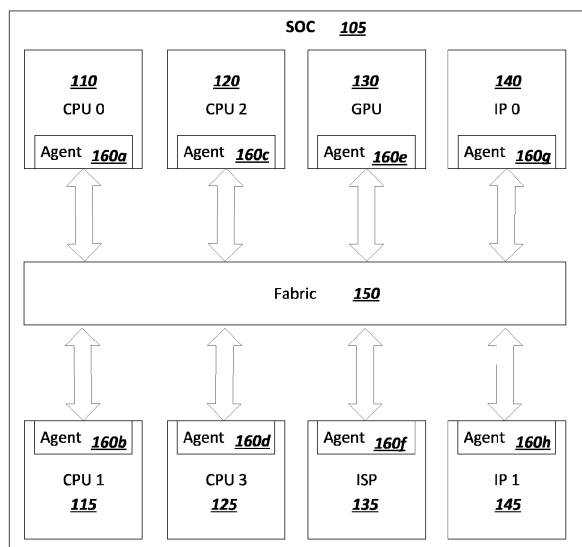 SOC 105
110
CPU 0
Agent 160a
120
CPU 2
Agent 160c
130
GPU
Agent 160e
140
IP 0
Agent 160g
Fabric 150
Agent 160b
CPU 1
115
Agent 160d
CPU 3
125
Agent 160f
ISP
135
Agent 160h
IP 1
145